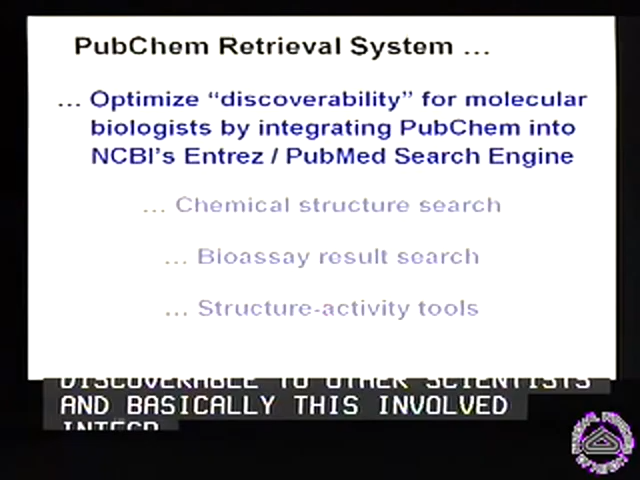 PubChem Retrieval System ...
... Optimize “discoverability” for molecular
biologists by integrating PubChem into
NCBI's Entrez / PubMed Search Engine
... Chemical structure search
... Bioassay result search
... Structure-activity tools
DISCOVERABLE TO OTHER SCIENTISTS
AND BASICALLY THIS INVOLVED
INTEGR